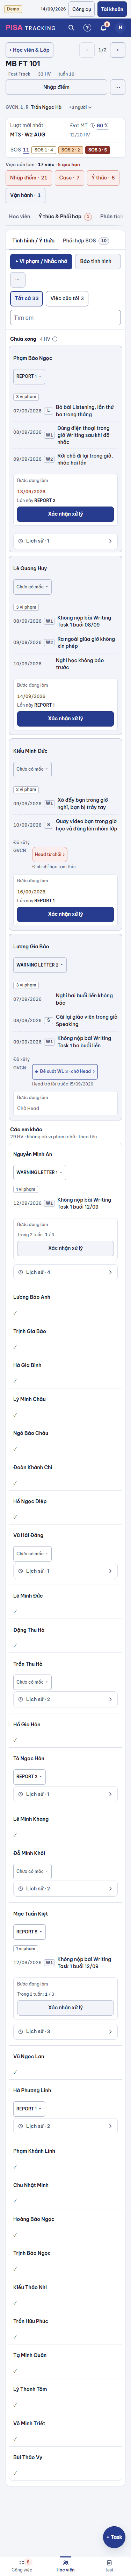 Demo 14/09/2026 Công cụ Tài khoản
PISA TRACKING ? 6 H
‹ Học viên & Lớp ‹ 1/2 ›
MB FT 101
Fast Track 33 HV tuần 16
Nhập điểm ...
GVCN. L.R Trần Ngọc Hà +3 người
Lượt mới nhất
MT3 · W2 AUG
Đạt MT 60 %
12/20 HV
SOS 11 SOS 1 · 4 SOS 2 · 2 SOS 3 · 5
Việc cần làm 17 việc 5 quá hạn
Nhập điểm · 21 Case · 7 Ý thức · 5
Vận hành · 1
Học viên Ý thức & Phối hợp 1 Phân tích
Tình hình / Ý thức Phối hợp SOS 10
+ Vi phạm / Nhắc nhở Báo tình hình
...
Tất cả 33 Việc của tôi 3
Tìm em
Chưa xong 4 HV
Phạm Bảo Ngọc
REPORT 1
3 vi phạm
07/09/2026 L Bỏ bài Listening, lần thứ ba trong tháng
08/09/2026 W1 Dùng điện thoại trong giờ Writing sau khi đã nhắc
09/09/2026 W2 Rời chỗ đi lại trong giờ, nhắc hai lần
Bước đang làm
13/09/2026
Lần này REPORT 2
Xác nhận xử lý
Lịch sử · 1
Lê Quang Huy
Chưa có mốc
3 vi phạm
08/09/2026 W1 Không nộp bài Writing Task 1 buổi 08/09
09/09/2026 W2 Ra ngoài giữa giờ không xin phép
10/09/2026 Nghỉ học không báo trước
Bước đang làm
14/09/2026
Lần này REPORT 1
Xác nhận xử lý
Kiều Minh Đức
Chưa có mốc
2 vi phạm
08/09/2026 W1 Xô đẩy bạn trong giờ nghỉ, bạn bị trầy tay
10/09/2026 S Quay video bạn trong giờ học và đăng lên nhóm lớp
Đã xử lý
GVCN Head từ chối
Đính chỉ học tạm thời
Bước đang làm
16/09/2026
Lần này REPORT 1
Xác nhận xử lý
Lương Gia Bảo
WARNING LETTER 2
3 vi phạm
07/09/2026 Nghỉ hai buổi liền không báo
08/09/2026 S Cãi lại giáo viên trong giờ Speaking
09/09/2026 W1 Không nộp bài Writing Task 1 ba buổi liền
Đã xử lý
GVCN Đề xuất WL 3 · chờ Head
Head trả lời trước 15/09/2026
Bước đang làm
Chờ Head
Các em khác
29 HV · không có vi phạm chờ · theo tên
Nguyễn Minh An
WARNING LETTER 1
1 vi phạm
12/09/2026 W1 Không nộp bài Writing Task 1 buổi 12/09
Bước đang làm
Trong 1 tuần: 1 / 3
Xác nhận xử lý
Lịch sử · 4
Lương Bảo Anh
✓
Trịnh Gia Bảo
✓
Hà Gia Bình
✓
Lý Minh Châu
✓
Ngô Bảo Châu
✓
Đoàn Khánh Chi
✓
Hồ Ngọc Diệp
✓
Vũ Hải Đăng
Chưa có mốc
Lịch sử · 1
Lê Minh Đức
✓
Đặng Thu Hà
✓
Trần Thu Hà
Chưa có mốc
Lịch sử · 2
Hồ Gia Hân
✓
Tô Ngọc Hân
REPORT 2
Lịch sử · 1
Lê Minh Khang
✓
Đỗ Minh Khôi
Chưa có mốc
Lịch sử · 2
Mạc Tuấn Kiệt
REPORT 5
1 vi phạm
12/09/2026 W1 Không nộp bài Writing Task 1 buổi 12/09
Bước đang làm
Trong 1 tuần: 1 / 3
Xác nhận xử lý
Lịch sử · 3
Vũ Ngọc Lan
✓
Hà Phương Linh
REPORT 1
Lịch sử · 2
Phạm Khánh Linh
✓
Chu Nhật Minh
✓
Hoàng Bảo Ngọc
✓
Trịnh Bảo Ngọc
✓
Kiều Thảo Nhi
✓
Trần Hữu Phúc
✓
Tạ Minh Quân
✓
Lý Thanh Tâm
✓
Võ Minh Triết
✓
Bùi Thảo Vy
✓
+ Task
Công việc 6 Học viên Test